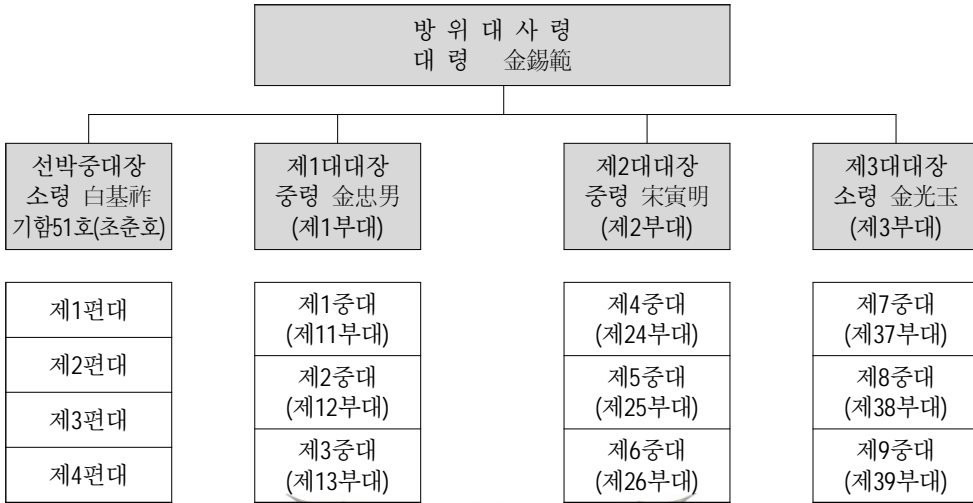 방 위 대 사 령
대 령 金錫範
선박중대장
소령 白基祚
기함51호(초춘호)
제1대대장
중령 金忠男
(제1부대)
제2대대장
중령 宋寅明
(제2부대)
제3대대장
소령 金光玉
(제3부대)
제1편대
제2편대
제3편대
제4편대
제1중대
(제11부대)
제2중대
(제12부대)
제3중대
(제13부대)
제4중대
(제24부대)
제5중대
(제25부대)
제6중대
(제26부대)
제7중대
(제37부대)
제8중대
(제38부대)
제9중대
(제39부대)